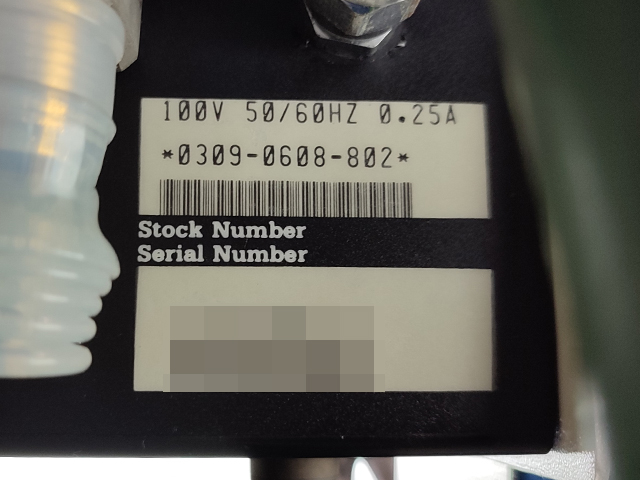 100V 50/60HZ 0.25A
*0309-0608-802*
Stock Number
Serial Number